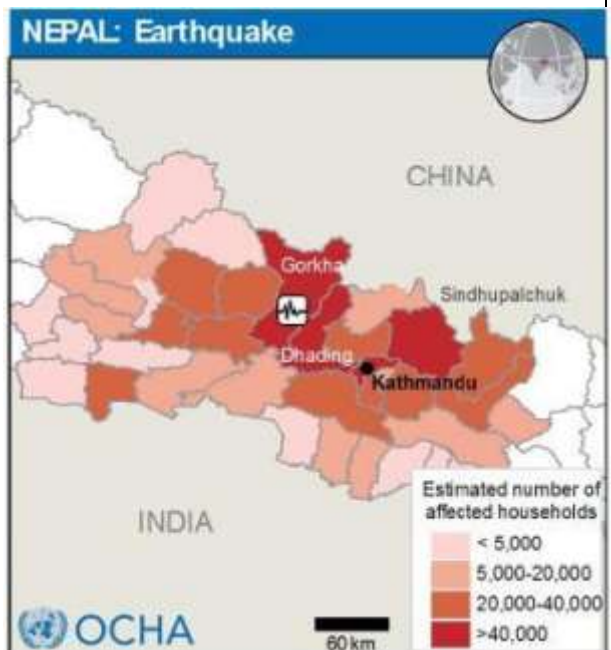 NEPAL: Earthquake
CHINA
Gorkha
Sindhupalchuk
Dhading
Kathmandu
INDIA
Estimated number of
affected households
< 5,000
5,000-20,000
20,000-40,000
>40,000
OCHA
60 km